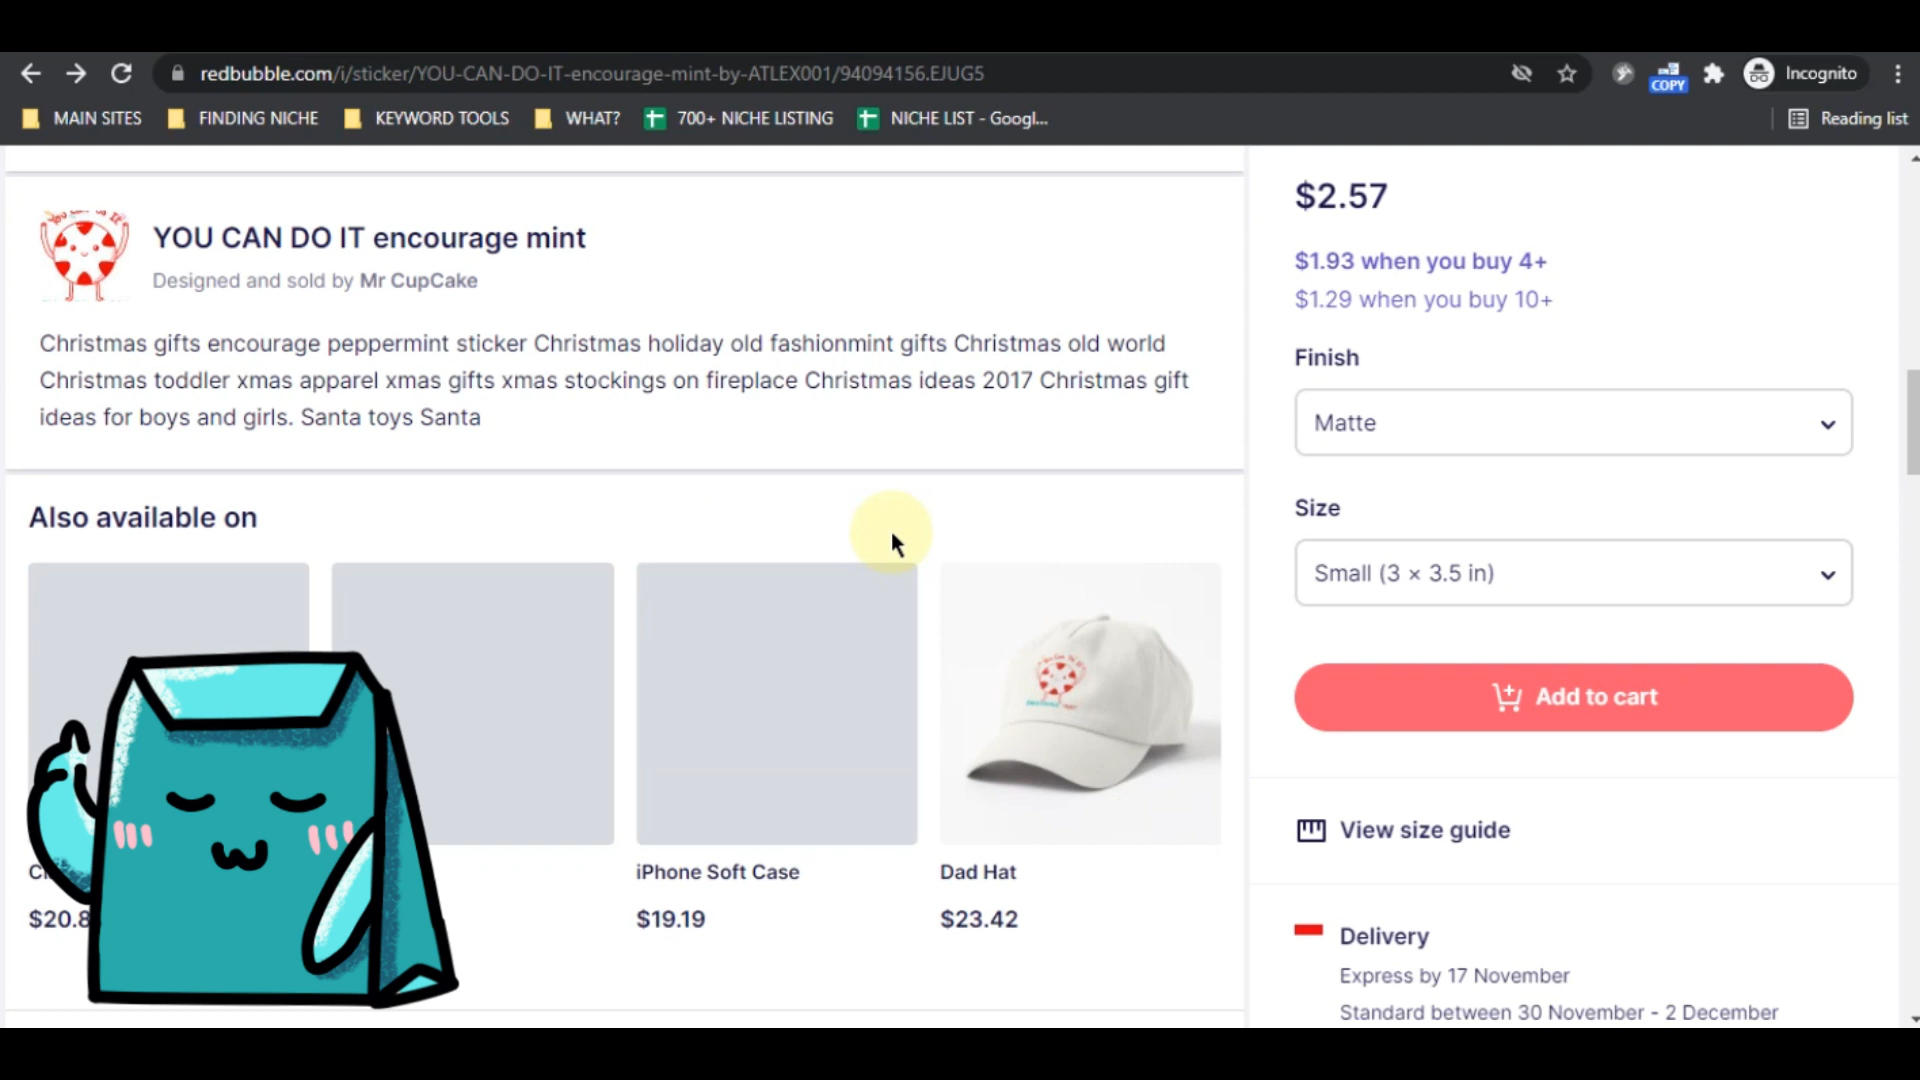 redbubble.com/i/sticker/YOU-CAN-DO-IT-encourage-mint-by-ATLEX001/94094156.EJUG5
COPY
Incognito
MAIN SITES
FINDING NICHE
KEYWORD TOOLS
WHAT?
700+ NICHE LISTING
NICHE LIST - Googl...
Reading list
YOU CAN DO IT encourage mint
Designed and sold by Mr CupCake
Christmas gifts encourage peppermint sticker Christmas holiday old fashionmint gifts Christmas old world
Christmas toddler xmas apparel xmas gifts xmas stockings on fireplace Christmas ideas 2017 Christmas gift
ideas for boys and girls. Santa toys Santa
Also available on
iPhone Soft Case
$19.19
Dad Hat
$23.42
$20.8
$2.57
$1.93 when you buy 4+
$1.29 when you buy 10+
Finish
Matte
Size
Small (3 × 3.5 in)
Add to cart
View size guide
Delivery
Express by 17 November
Standard between 30 November - 2 December